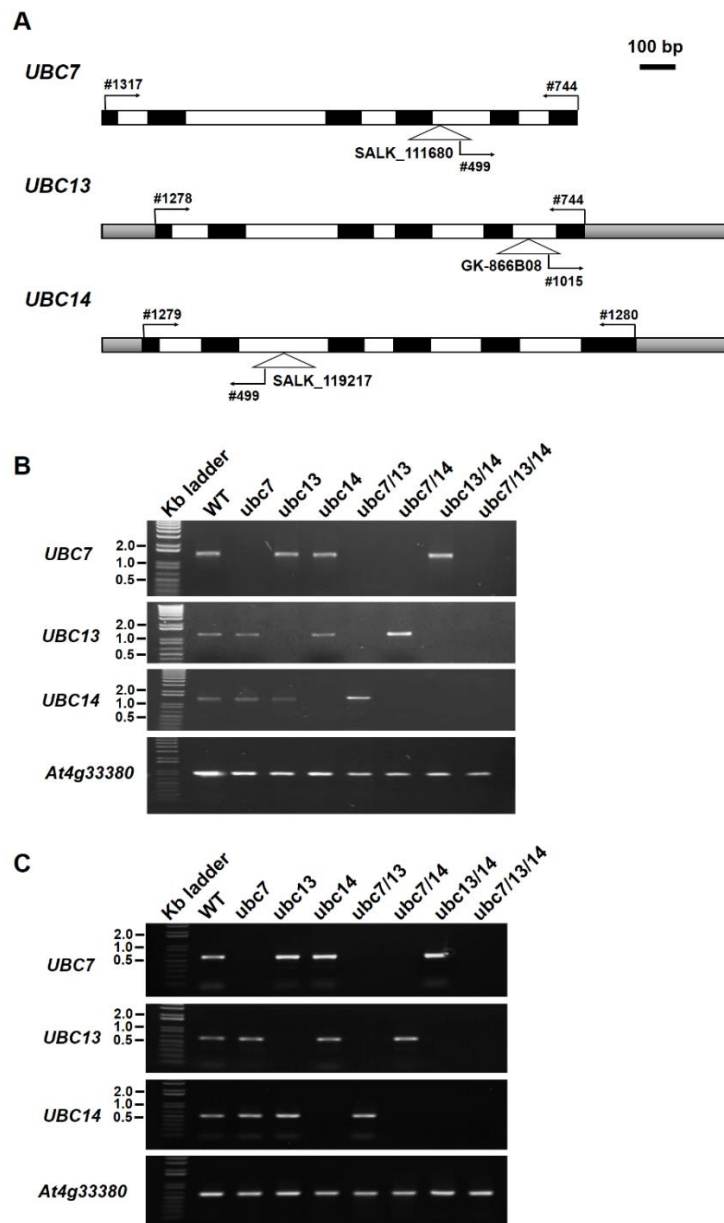 A
100 bp
UBC7
#1317
#744
SALK_111680
#499
UBC13
#1278
#744
GK-866B08
#1015
UBC14
#1279
#1280
#499
SALK_119217
B
Kb ladder
WT
ubc7
ubc13
ubc14
ubc7/13
ubc7/14
ubc13/14
ubc7/13/14
UBC7
2.0
1.0
0.5
UBC13
2.0
1.0
0.5
UBC14
2.0
1.0
0.5
At4g33380
C
Kb ladder
WT
ubc7
ubc13
ubc14
ubc7/13
ubc7/14
ubc13/14
ubc7/13/14
UBC7
2.0
1.0
0.5
UBC13
2.0
1.0
0.5
UBC14
2.0
1.0
0.5
At4g33380